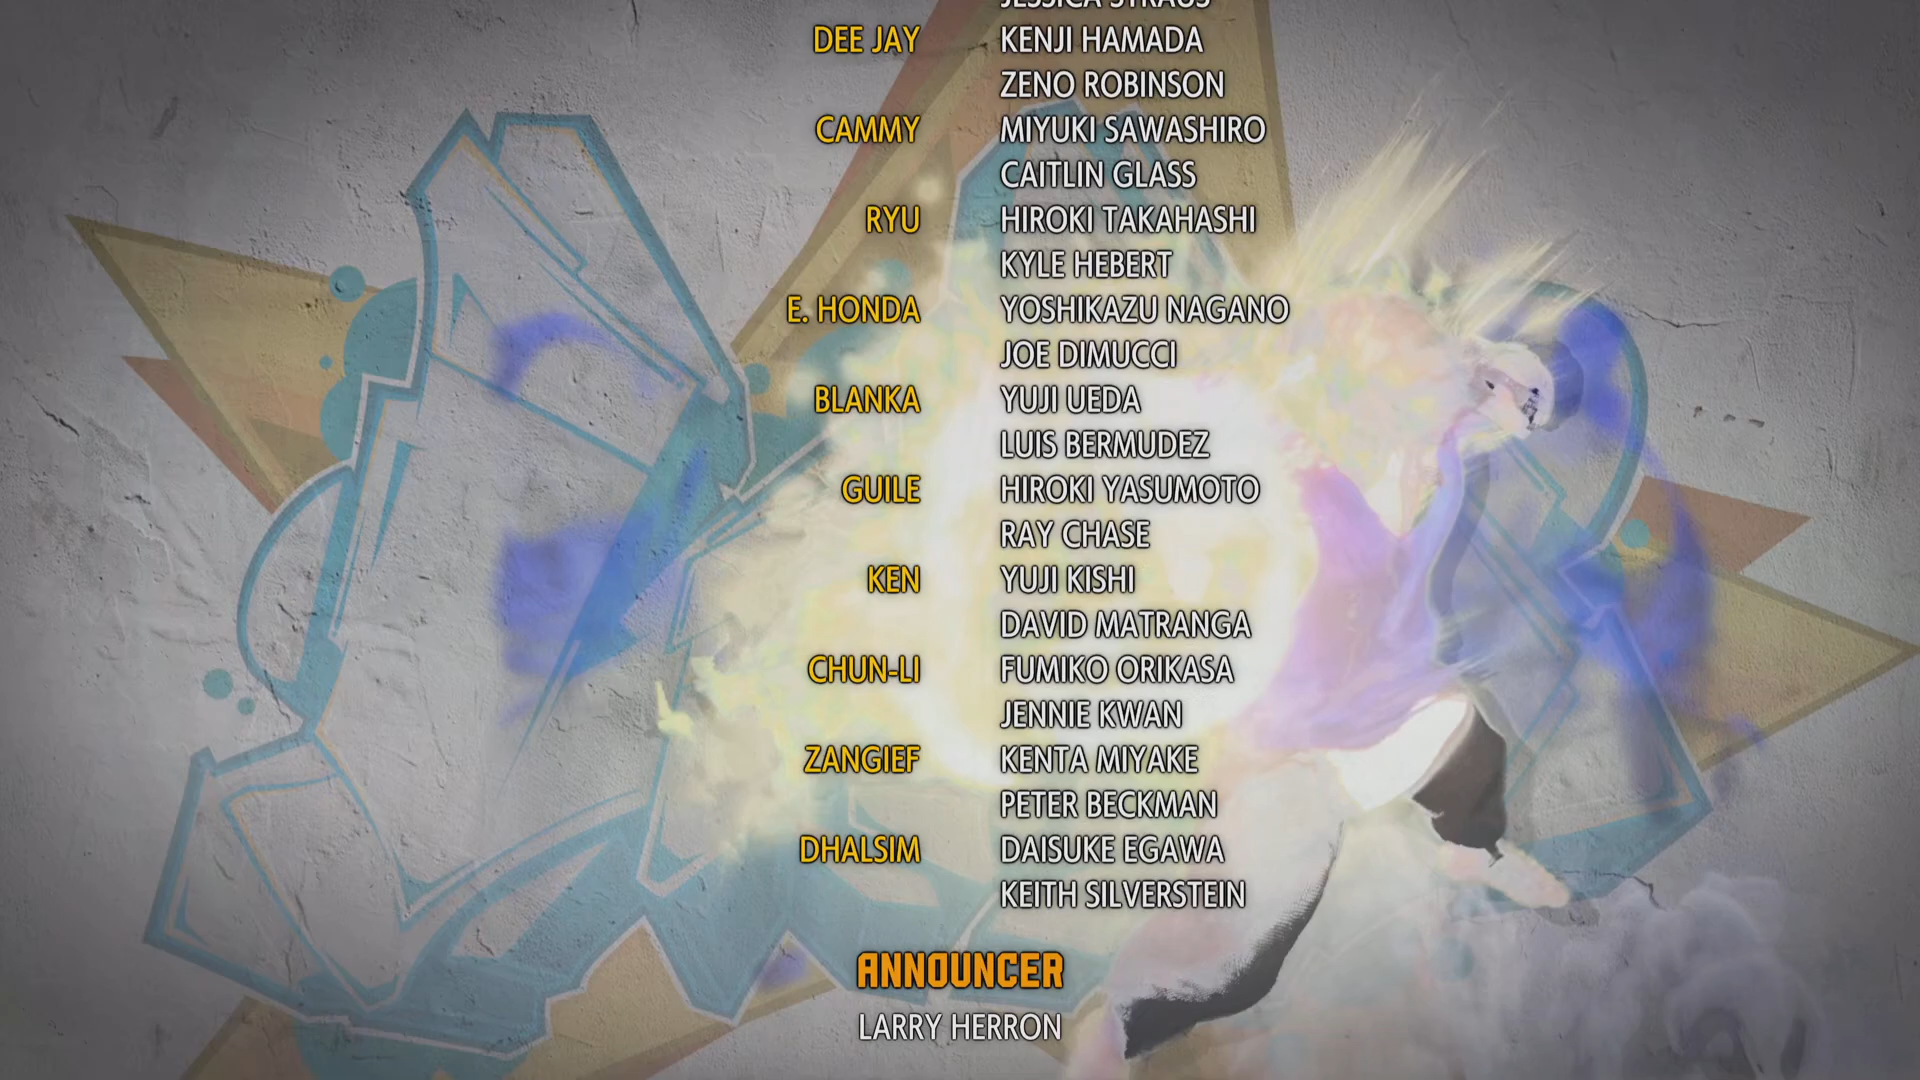 JESSICA STRAUS
DEE JAY KENJI HAMADA
ZENO ROBINSON
CAMMY MIYUKI SAWASHIRO
CAITLIN GLASS
RYU HIROKI TAKAHASHI
KYLE HEBERT
E. HONDA YOSHIKAZU NAGANO
JOE DIMUCCI
BLANKA YUJI UEDA
LUIS BERMUDEZ
GUILE HIROKI YASUMOTO
RAY CHASE
KEN YUJI KISHI
DAVID MATRANGA
CHUN-LI FUMIKO ORIKASA
JENNIE KWAN
ZANGIEF KENTA MIYAKE
PETER BECKMAN
DHALSIM DAISUKE EGAWA
KEITH SILVERSTEIN
ANNOUNCER
LARRY HERRON